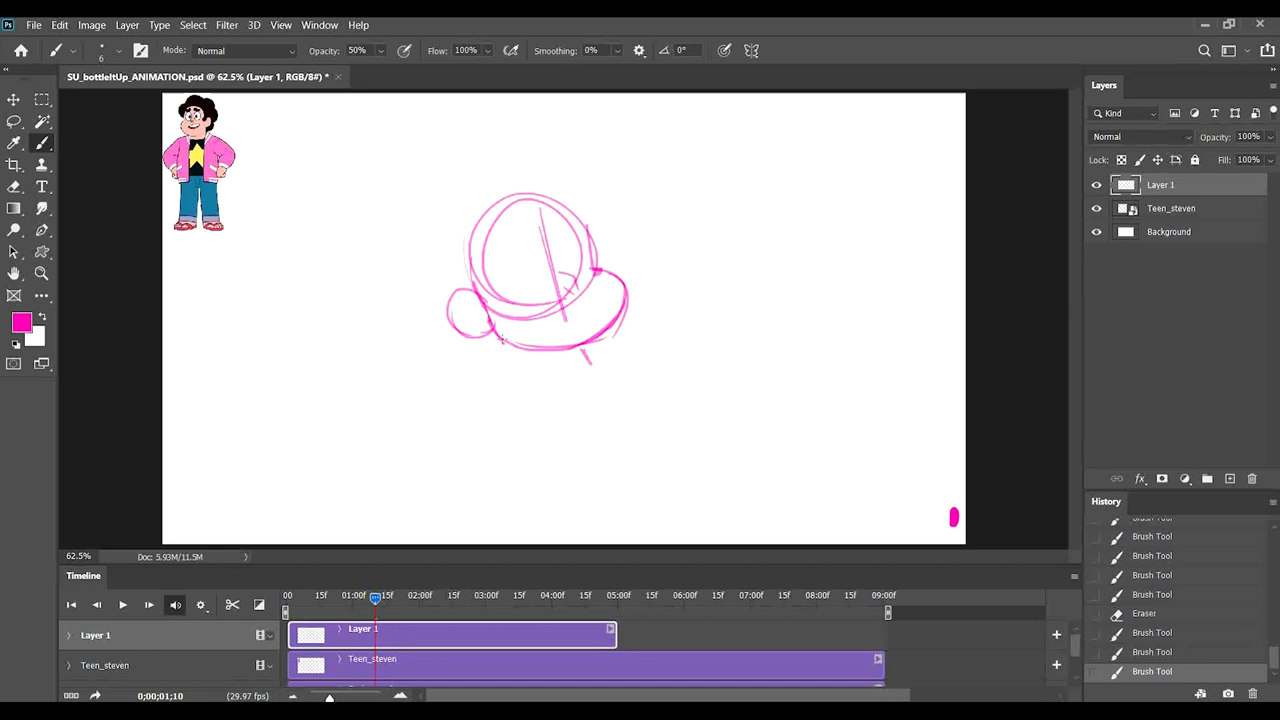 Ps File Edit Image Layer Type Select Filter 3D View Window Help
6 Mode: Normal Opacity: 50% Flow: 100% Smoothing: 0% 0°
SU_bottleItUp_ANIMATION.psd @ 62.5% (Layer 1, RGB/8#) * ×
Layers
Kind
Normal Opacity: 100%
Lock: Fill: 100%
Layer 1
Teen_steven
Background
History
Brush Tool
Brush Tool
Brush Tool
Brush Tool
Brush Tool
Eraser
Brush Tool
Brush Tool
Brush Tool
62.5% Doc: 5.93M/11.5M
Timeline
00 15f 01:00f 15f 02:00f 15f 03:00f 15f 04:00f 15f 05:00f 15f 06:00f 15f 07:00f 15f 08:00f 15f 09:00f
Layer 1 Layer 1
Teen_steven Teen_steven
0;00;01;10 (29.97 fps)